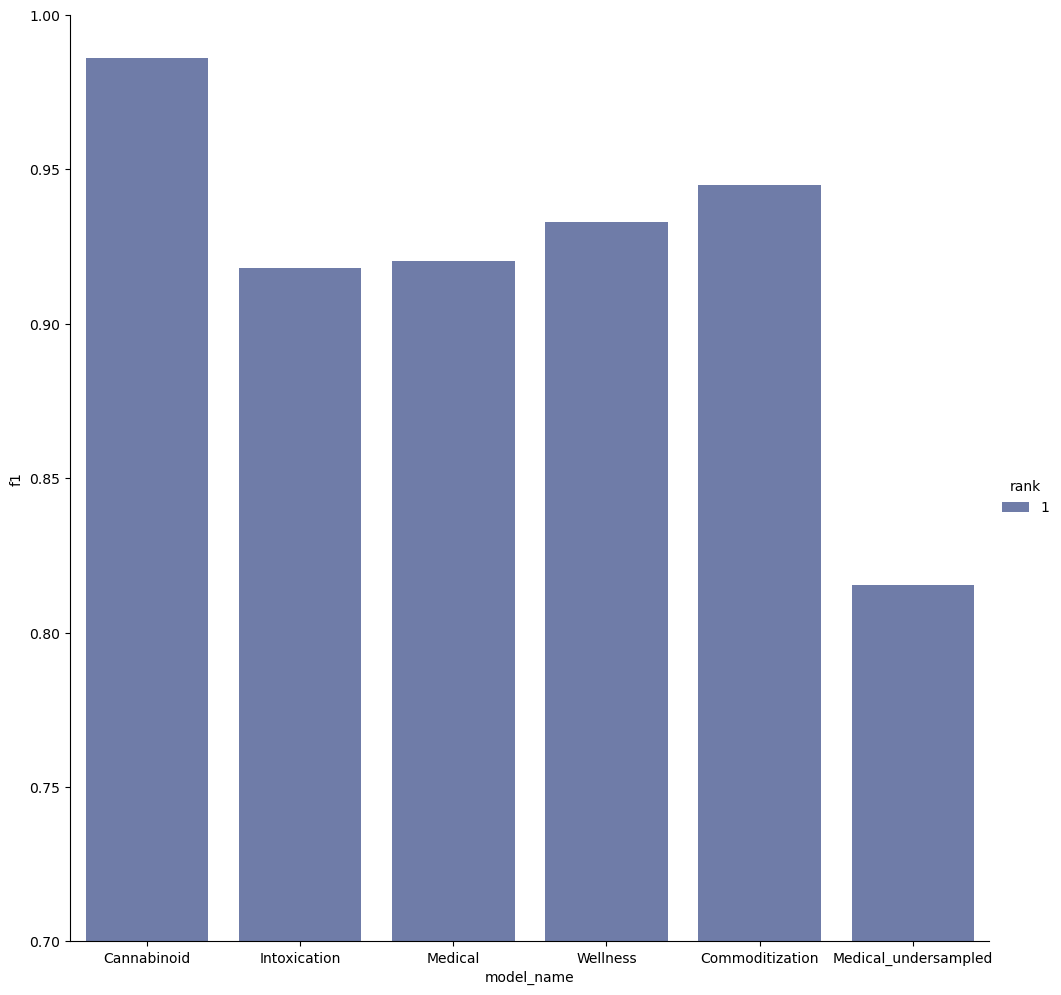 1.00
0.95
0.90
0.85
0.80
0.75
0.70
f1
Cannabinoid
Intoxication
Medical
Wellness
Commoditization
Medical_undersampled
model_name
rank
1